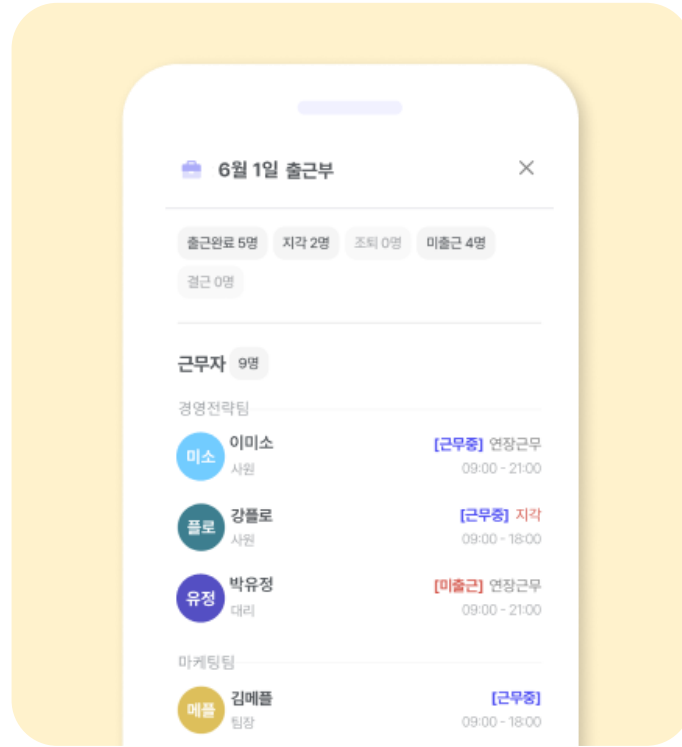 6월 1일 출근부
출근완료 5명 지각 2명 조퇴 0명 미출근 4명
결근 0명
근무자 9명
경영전략팀
미소 이미소 [근무중] 연장근무
사원 09:00 - 21:00
플로 강플로 [근무중] 지각
사원 09:00 - 18:00
유정 박유정 [미출근] 연장근무
대리 09:00 - 21:00
마케팅팀
메플 김메플 [근무중]
팀장 09:00 - 18:00